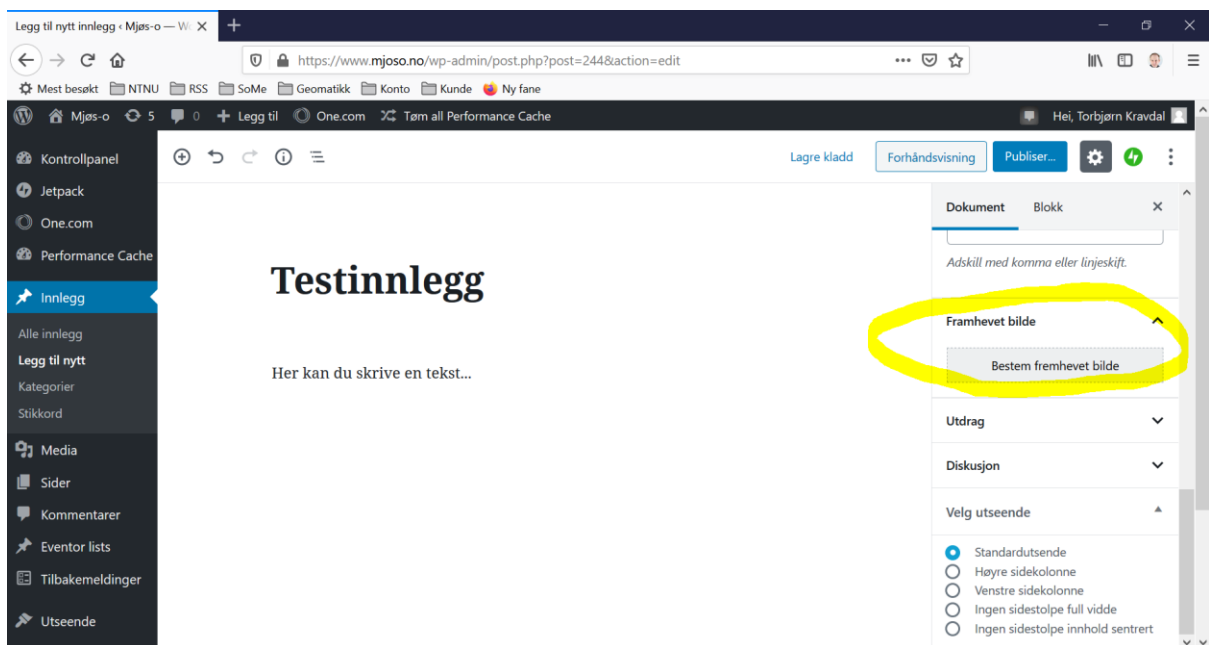 Legg til nytt innlegg ‹ Mjøs-o — W
https://www.mjoso.no/wp-admin/post.php?post=244&action=edit
Mest besøkt NTNU RSS SoMe Geomatikk Konto Kunde Ny fane
Mjøs-o 5 0 Legg til One.com Tøm all Performance Cache Hei, Torbjørn Kravdal
Kontrollpanel
Jetpack
One.com
Performance Cache
Innlegg
Alle innlegg
Legg til nytt
Kategorier
Stikkord
Media
Sider
Kommentarer
Eventor lists
Tilbakemeldinger
Utseende
Lagre kladd Forhåndsvisning Publiser...
Testinnlegg
Her kan du skrive en tekst...
Dokument Blokk
Adskill med komma eller linjeskift.
Framhevet bilde
Bestem fremhevet bilde
Utdrag
Diskusjon
Velg utseende
Standardutsende
Høyre sidekolonne
Venstre sidekolonne
Ingen sidestolpe full vidde
Ingen sidestolpe innhold sentrert